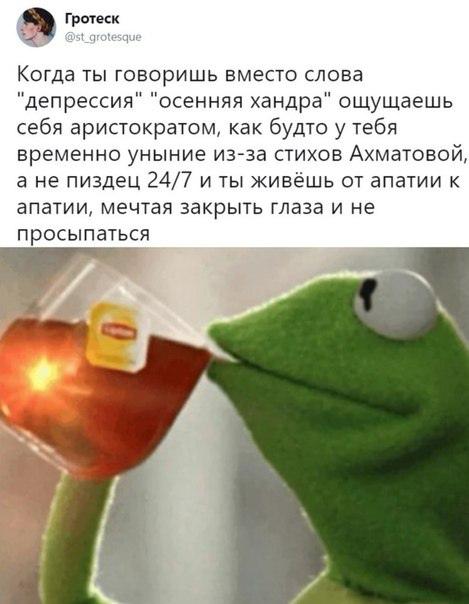 Гротеск
@st_grotesque
Когда ты говоришь вместо слова
"депрессия" "осенняя хандра" ощущаешь
себя аристократом, как будто у тебя
временно уныние из-за стихов Ахматовой,
а не пиздец 24/7 и ты живёшь от апатии к
апатии, мечтая закрыть глаза и не
просыпаться
Lipton